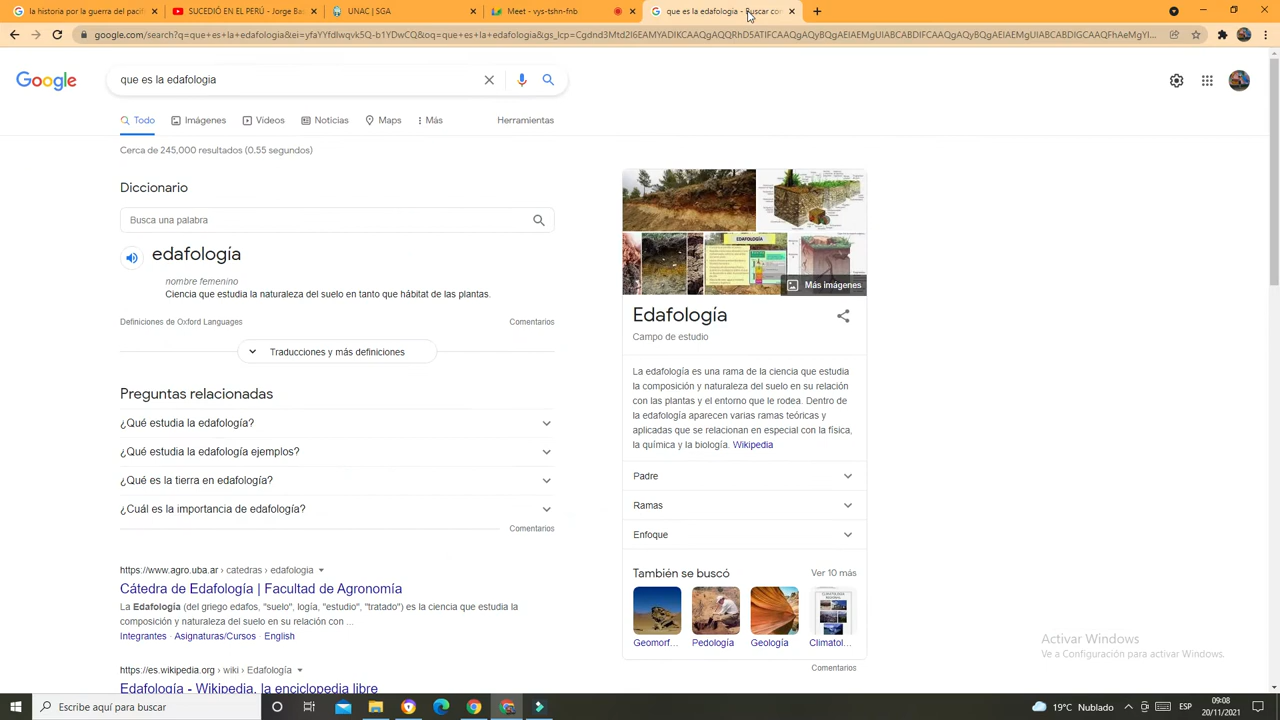 que es la historia por la guerra del pacifi
SUCEDIÓ EN EL PERÚ - Jorge Bas
UNAC | SGA
Meet - vys-tshn-fnb
que es la edafologia - Buscar con
google.com/search?q=que+es+la+edafologia
Google
que es la edafologia
Todo
Imágenes
Vídeos
Noticias
Maps
Más
Herramientas
Cerca de 245,000 resultados (0.55 segundos)
Diccionario
Busca una palabra
edafología
nombre femenino
Ciencia que estudia la naturaleza del suelo en tanto que hábitat de las plantas.
Definiciones de Oxford Languages
Comentarios
Traducciones y más definiciones
Preguntas relacionadas
¿Qué estudia la edafología?
¿Qué estudia la edafología ejemplos?
¿Qué es la tierra en edafología?
¿Cuál es la importancia de edafología?
Comentarios
https://www.agro.uba.ar › catedras › edafologia
Cátedra de Edafología | Facultad de Agronomía
La Edafología (del griego edafos, "suelo", logía, "estudio", "tratado") es la ciencia que estudia la
composición y naturaleza del suelo en su relación con ...
Integrantes · Asignaturas/Cursos · English
https://es.wikipedia.org › wiki › Edafología
Edafología - Wikipedia, la enciclopedia libre
EDAFOLOGÍA
Más imágenes
Edafología
Campo de estudio
La edafología es una rama de la ciencia que estudia
la composición y naturaleza del suelo en su relación
con las plantas y el entorno que le rodea. Dentro de
la edafología aparecen varias ramas teóricas y
aplicadas que se relacionan en especial con la física,
la química y la biología. Wikipedia
Padre
Ramas
Enfoque
También se buscó
Ver 10 más
Geomorf...
Pedología
Geología
Climatol...
Comentarios
Activar Windows
Ve a Configuración para activar Windows.
Escribe aquí para buscar
19°C Nublado
ESP
09:08
20/11/2021